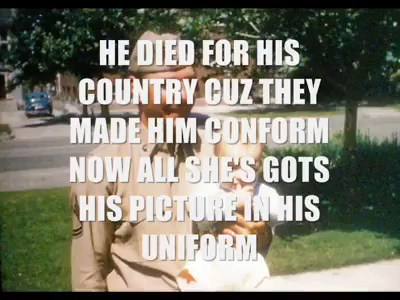 HE DIED FOR HIS
COUNTRY CUZ THEY
MADE HIM CONFORM
NOW ALL SHE'S GOTS
HIS PICTURE IN HIS
UNIFORM